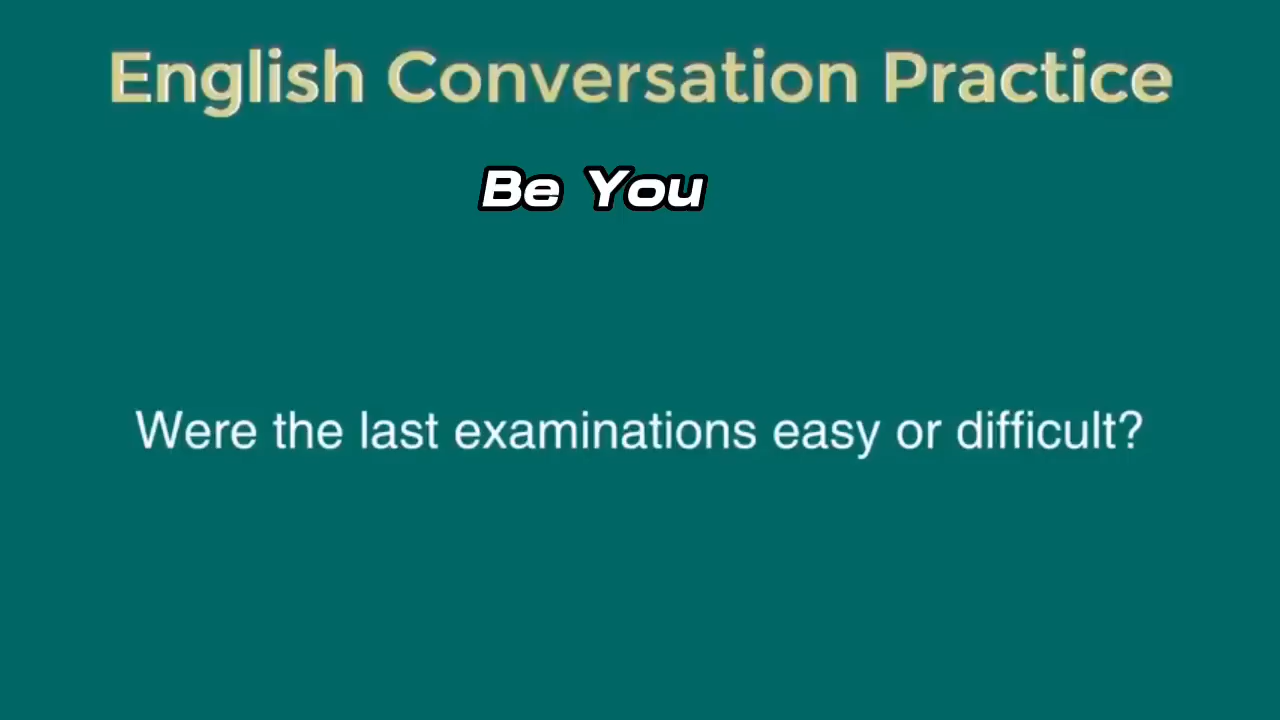 English Conversation Practice
Be You
Were the last examinations easy or difficult?